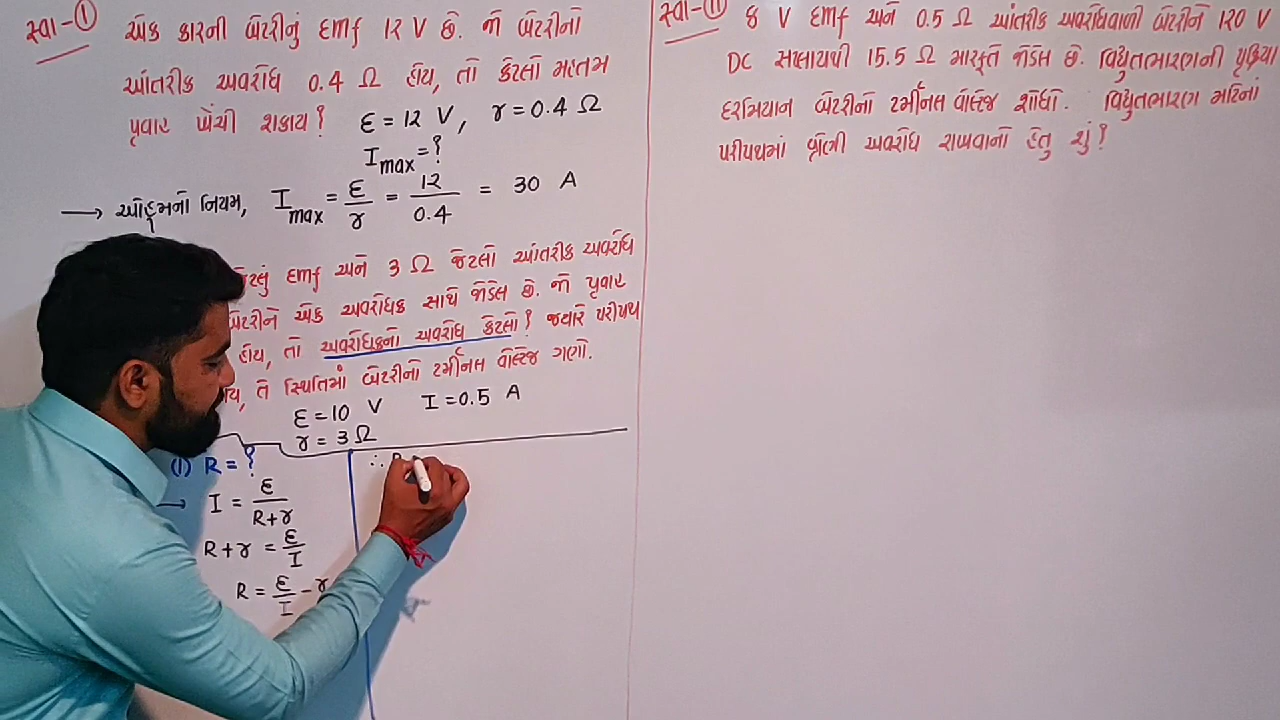 સ્વા-①
એક કારની બેટરીનું emf 12 V છે. જો બેટરીનો
આંતરીક અવરોધ 0.4 Ω હોય, તો કેટલો મહત્તમ
પ્રવાહ ખેંચી શકાય? ε = 12 V, r = 0.4 Ω
I max = ?
→ ઓહ્મનો નિયમ, I max = ε/r = 12/0.4 = 30 A
emf અને 3 Ω જેટલો આંતરીક અવરોધ
બેટરીને એક અવરોધક સાથે જોડેલ છે. જો પ્રવાહ
હોય, તો અવરોધકનો અવરોધ કેટલો? જ્યારે પરીપથ
તે સ્થિતિમાં બેટરીનો ટર્મીનલ વોલ્ટેજ ગણો.
ε = 10 V I = 0.5 A
r = 3 Ω
(1) R = ?
→ I = ε/R+r
R+r = ε/I
R = ε/I - r
∴
સ્વા-⑪
8 V emf અને 0.5 Ω આંતરીક અવરોધવાળી બેટરીને 120 V
DC સપ્લાયથી 15.5 Ω મારફતે જોડેલ છે. વિદ્યુતભારણની પ્રક્રિયા
દરમિયાન બેટરીનો ટર્મીનલ વોલ્ટેજ શોધો. વિદ્યુતભારણ માટેના
પરીપથમાં શ્રેણી અવરોધ રાખવાનો હેતુ શું?